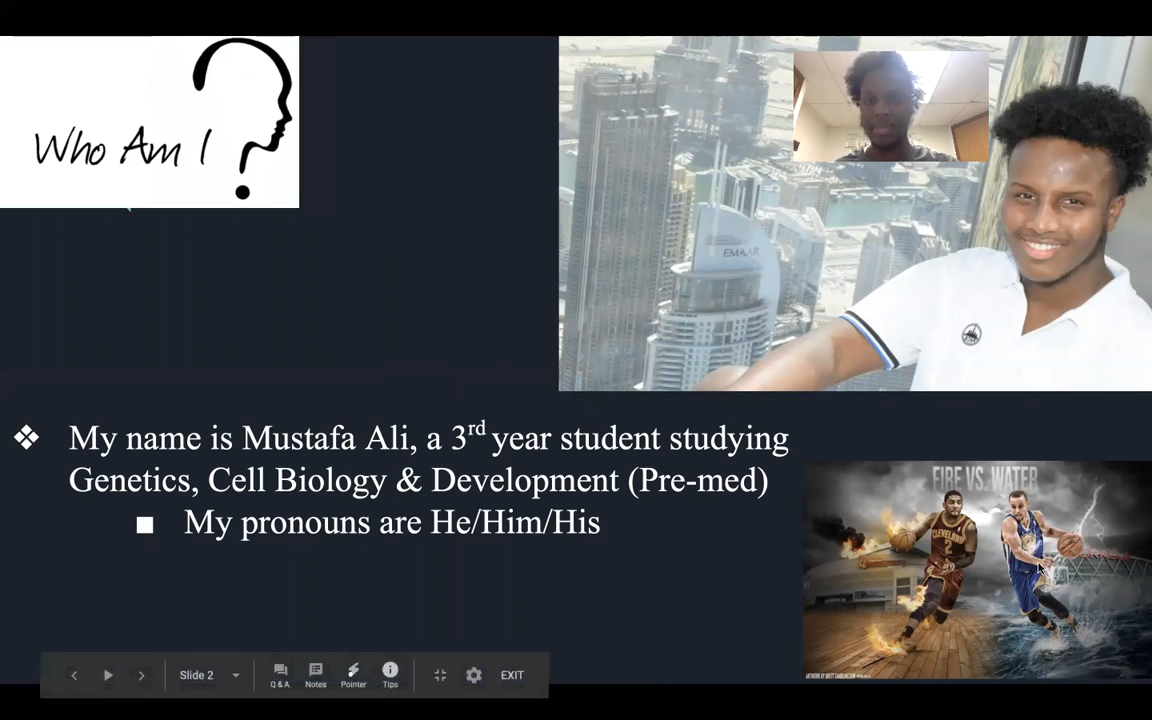 Who Am I
EMAAR
My name is Mustafa Ali, a 3rd year student studying
Genetics, Cell Biology & Development (Pre-med)
My pronouns are He/Him/His
FIRE VS. WATER
CLEVELAND
2
Slide 2
Q & A
Notes
Pointer
Tips
EXIT